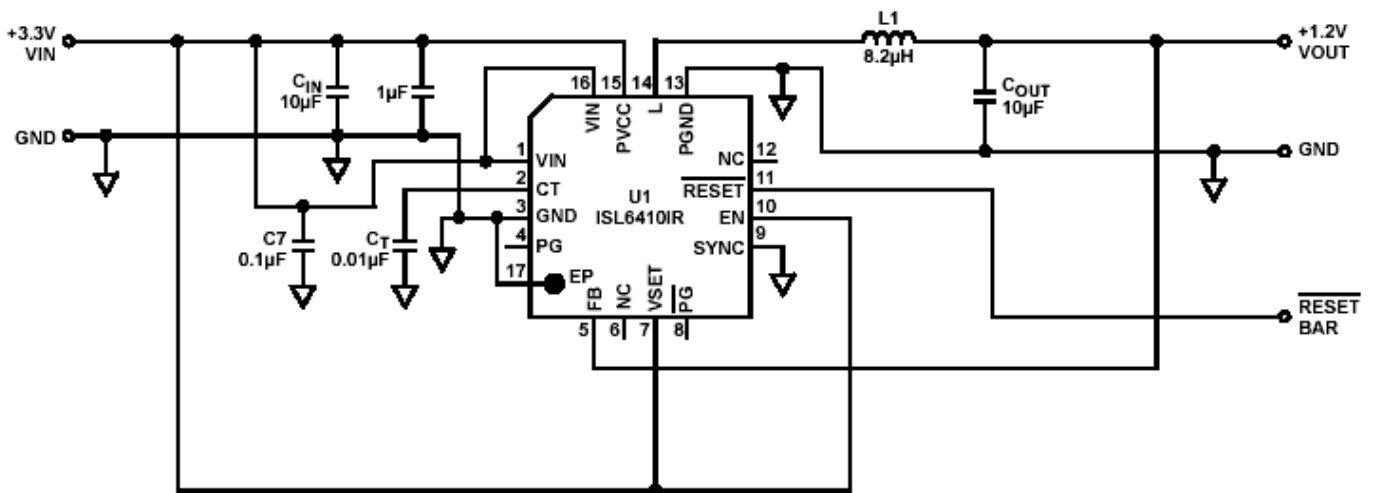 +3.3V
VIN
GND
CIN
10µF
1µF
C7
0.1µF
CT
0.01µF
16
15
14
13
VIN
PVCC
L
PGND
1
VIN
2
CT
3
GND
4
PG
17
EP
U1
ISL6410IR
NC
12
RESET
11
EN
10
SYNC
9
FB
NC
VSET
PG
5
6
7
8
L1
8.2µH
COUT
10µF
+1.2V
VOUT
GND
RESET
BAR